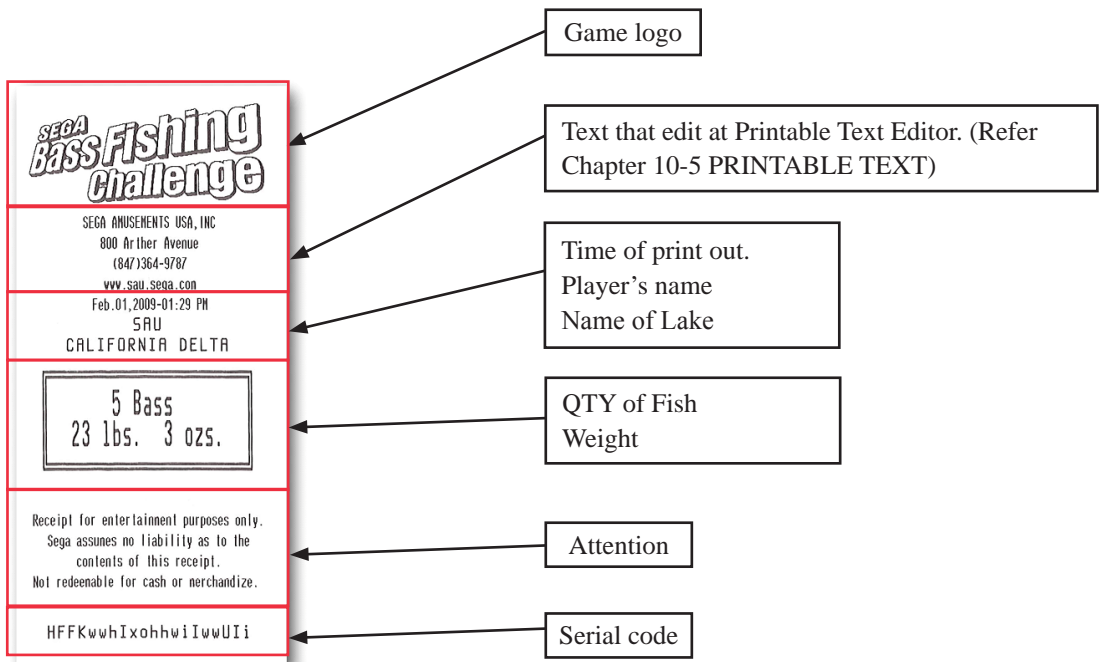 Game logo
SEGA
Bass Fishing
Challenge
Text that edit at Printable Text Editor. (Refer
Chapter 10-5 PRINTABLE TEXT)
SEGA AMUSEMENTS USA, INC
800 Arther Avenue
(847)364-9787
www.sau.sega.com
Time of print out.
Player's name
Name of Lake
Feb.01,2009-01:29 PM
SAU
CALIFORNIA DELTA
QTY of Fish
Weight
5 Bass
23 lbs. 3 ozs.
Receipt for entertainment purposes only.
Sega assumes no liability as to the
contents of this receipt.
Not redeemable for cash or merchandize.
Attention
HFFKwwhIxohhwiIwwUIi
Serial code